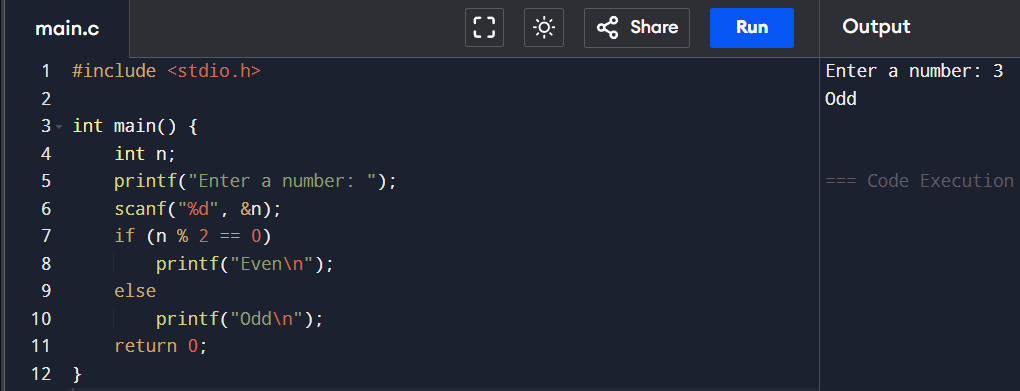 main.c
Share
Run
Output
1 #include <stdio.h>
2
3 int main() {
4     int n;
5     printf("Enter a number: ");
6     scanf("%d", &n);
7     if (n % 2 == 0)
8         printf("Even\n");
9     else
10         printf("Odd\n");
11     return 0;
12 }
Enter a number: 3
Odd
=== Code Execution